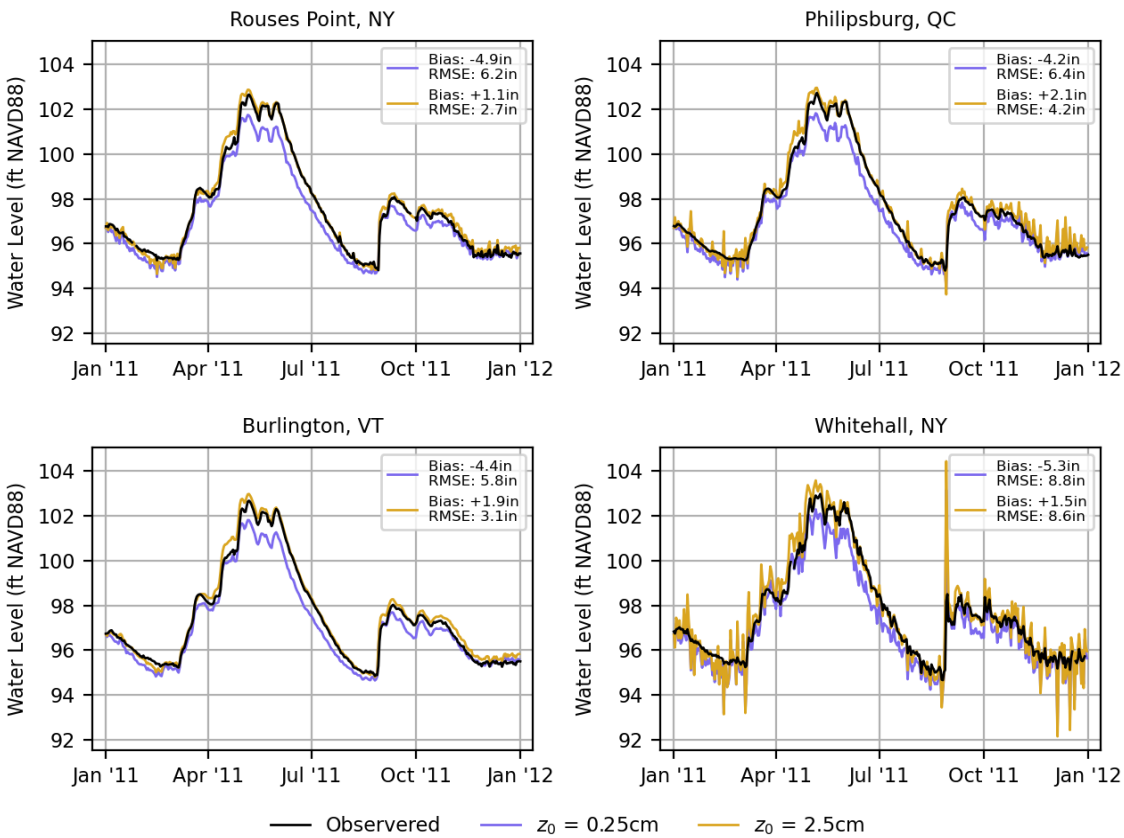 Rouses Point, NY
Water Level (ft NAVD88)
104
102
100
98
96
94
92
Jan '11 Apr '11 Jul '11 Oct '11 Jan '12
Bias: -4.9in
RMSE: 6.2in
Bias: +1.1in
RMSE: 2.7in
Philipsburg, QC
Water Level (ft NAVD88)
104
102
100
98
96
94
92
Jan '11 Apr '11 Jul '11 Oct '11 Jan '12
Bias: -4.2in
RMSE: 6.4in
Bias: +2.1in
RMSE: 4.2in
Burlington, VT
Water Level (ft NAVD88)
104
102
100
98
96
94
92
Jan '11 Apr '11 Jul '11 Oct '11 Jan '12
Bias: -4.4in
RMSE: 5.8in
Bias: +1.9in
RMSE: 3.1in
Whitehall, NY
Water Level (ft NAVD88)
104
102
100
98
96
94
92
Jan '11 Apr '11 Jul '11 Oct '11 Jan '12
Bias: -5.3in
RMSE: 8.8in
Bias: +1.5in
RMSE: 8.6in
Observered z₀ = 0.25cm z₀ = 2.5cm